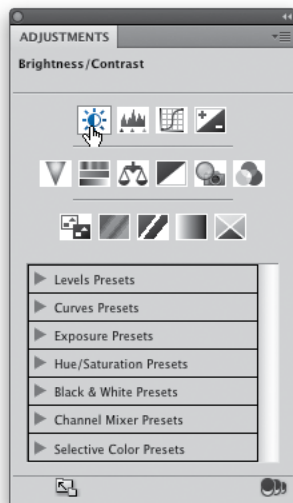 ADJUSTMENTS
Brightness/Contrast
Levels Presets
Curves Presets
Exposure Presets
Hue/Saturation Presets
Black & White Presets
Channel Mixer Presets
Selective Color Presets